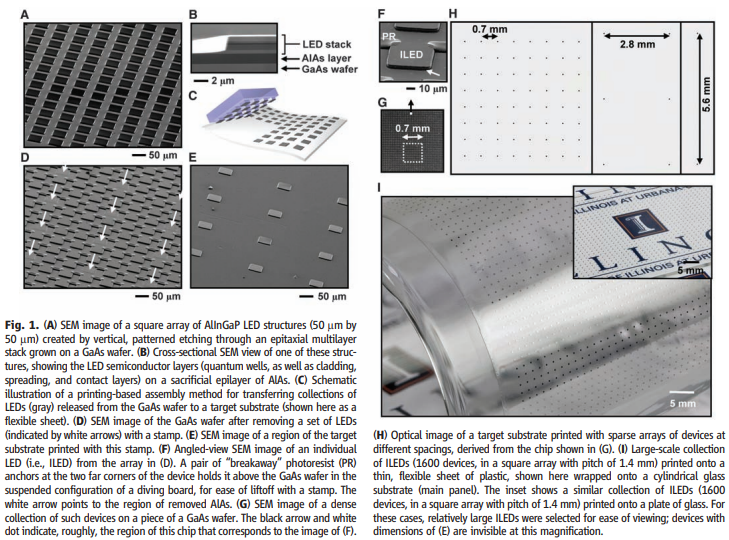 A
B
LED stack
AlAs layer
GaAs wafer
2 μm
C
50 μm
D
E
50 μm
50 μm
F
PR
ILED
10 μm
G
0.7 mm
H
0.7 mm
2.8 mm
5.6 mm
I
LINO
ILLINOIS AT URBANA
5 mm
5 mm
Fig. 1. (A) SEM image of a square array of AlInGaP LED structures (50 μm by
50 μm) created by vertical, patterned etching through an epitaxial multilayer
stack grown on a GaAs wafer. (B) Cross-sectional SEM view of one of these struc-
tures, showing the LED semiconductor layers (quantum wells, as well as cladding,
spreading, and contact layers) on a sacrificial epilayer of AlAs. (C) Schematic
illustration of a printing-based assembly method for transferring collections of
LEDs (gray) released from the GaAs wafer to a target substrate (shown here as a
flexible sheet). (D) SEM image of the GaAs wafer after removing a set of LEDs
(indicated by white arrows) with a stamp. (E) SEM image of a region of the target
substrate printed with this stamp. (F) Angled-view SEM image of an individual
LED (i.e., ILED) from the array in (D). A pair of "breakaway" photoresist (PR)
anchors at the two far corners of the device holds it above the GaAs wafer in the
suspended configuration of a diving board, for ease of liftoff with a stamp. The
white arrow points to the region of removed AlAs. (G) SEM image of a dense
collection of such devices on a piece of a GaAs wafer. The black arrow and white
dot indicate, roughly, the region of this chip that corresponds to the image of (F).
(H) Optical image of a target substrate printed with sparse arrays of devices at
different spacings, derived from the chip shown in (G). (I) Large-scale collection
of ILEDs (1600 devices, in a square array with pitch of 1.4 mm) printed onto a
thin, flexible sheet of plastic, shown here wrapped onto a cylindrical glass
substrate (main panel). The inset shows a similar collection of ILEDs (1600
devices, in a square array with pitch of 1.4 mm) printed onto a plate of glass. For
these cases, relatively large ILEDs were selected for ease of viewing; devices with
dimensions of (E) are invisible at this magnification.